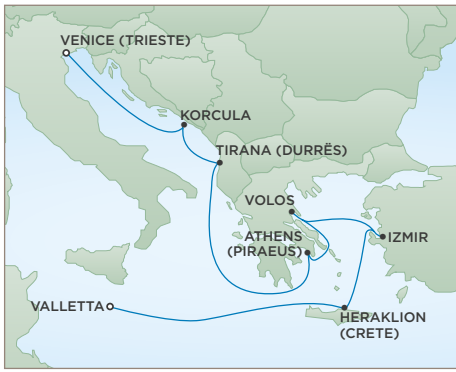 VENICE (TRIESTE)
KORCULA
TIRANA (DURRËS)
VOLOS
ATHENS
(PIRAEUS)
IZMIR
VALLETTA
HERAKLION
(CRETE)